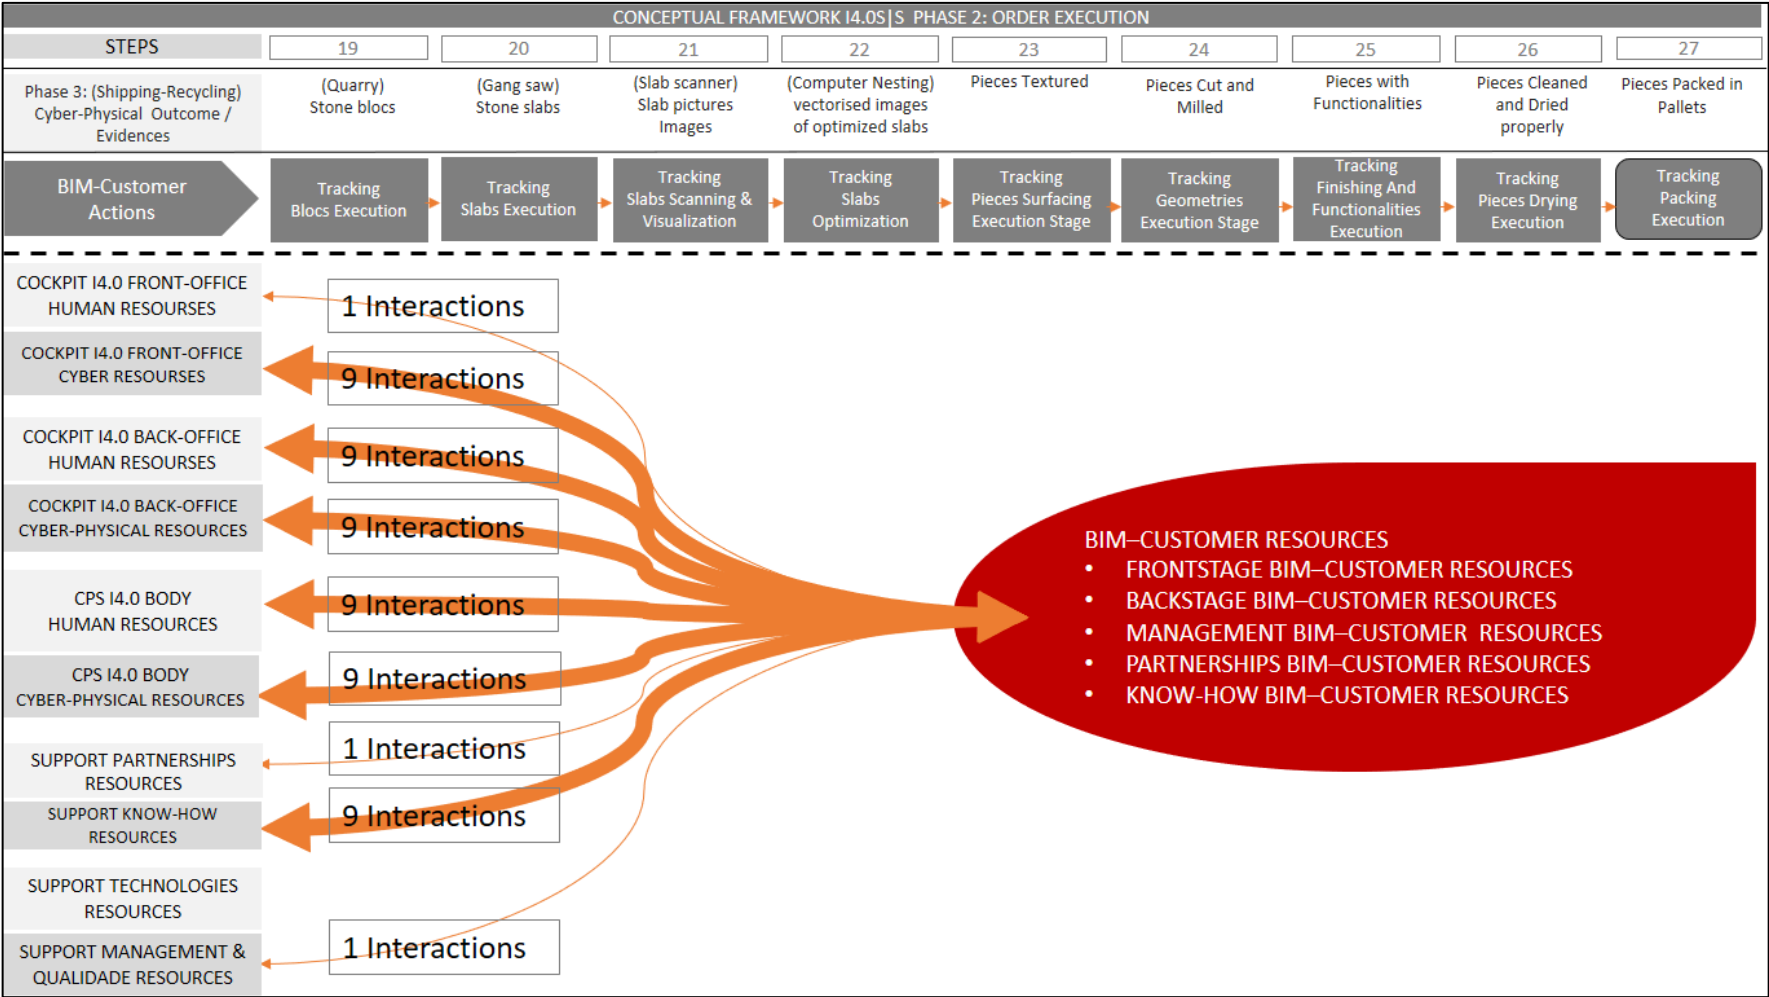 CONCEPTUAL FRAMEWORK I4.0S|S PHASE 2: ORDER EXECUTION
STEPS
19
20
21
22
23
24
25
26
27
Phase 3: (Shipping-Recycling)
Cyber-Physical Outcome /
Evidences
(Quarry)
Stone blocs
(Gang saw)
Stone slabs
(Slab scanner)
Slab pictures
Images
(Computer Nesting)
vectorised images
of optimized slabs
Pieces Textured
Pieces Cut and
Milled
Pieces with
Functionalities
Pieces Cleaned
and Dried
properly
Pieces Packed in
Pallets
BIM-Customer
Actions
Tracking
Blocs Execution
Tracking
Slabs Execution
Tracking
Slabs Scanning &
Visualization
Tracking
Slabs
Optimization
Tracking
Pieces Surfacing
Execution Stage
Tracking
Geometries
Execution Stage
Tracking
Finishing And
Functionalities
Execution
Tracking
Pieces Drying
Execution
Tracking
Packing
Execution
COCKPIT I4.0 FRONT-OFFICE
HUMAN RESOURSES
1 Interactions
COCKPIT I4.0 FRONT-OFFICE
CYBER RESOURSES
9 Interactions
COCKPIT I4.0 BACK-OFFICE
HUMAN RESOURSES
9 Interactions
COCKPIT I4.0 BACK-OFFICE
CYBER-PHYSICAL RESOURCES
9 Interactions
CPS I4.0 BODY
HUMAN RESOURCES
9 Interactions
CPS I4.0 BODY
CYBER-PHYSICAL RESOURCES
9 Interactions
SUPPORT PARTNERSHIPS
RESOURCES
1 Interactions
SUPPORT KNOW-HOW
RESOURCES
9 Interactions
SUPPORT TECHNOLOGIES
RESOURCES
SUPPORT MANAGEMENT &
QUALIDADE RESOURCES
1 Interactions
BIM–CUSTOMER RESOURCES
• FRONTSTAGE BIM–CUSTOMER RESOURCES
• BACKSTAGE BIM–CUSTOMER RESOURCES
• MANAGEMENT BIM–CUSTOMER RESOURCES
• PARTNERSHIPS BIM–CUSTOMER RESOURCES
• KNOW-HOW BIM–CUSTOMER RESOURCES